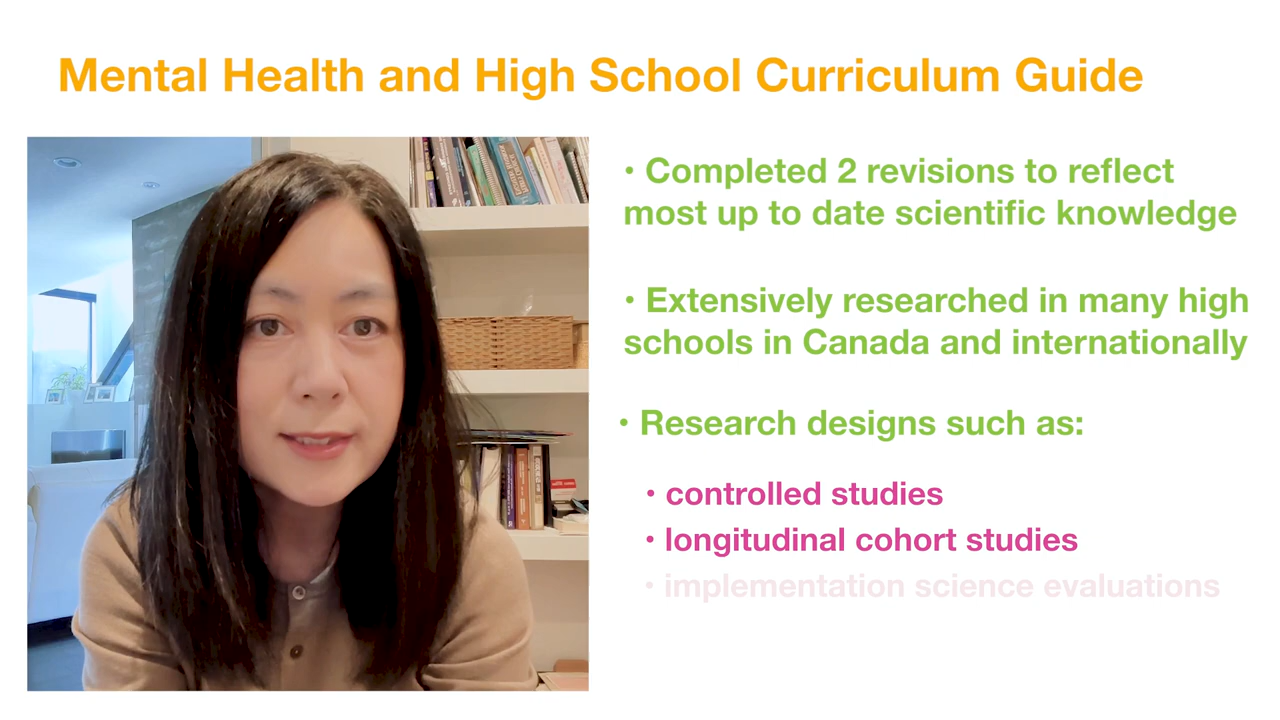 Mental Health and High School Curriculum Guide
• Completed 2 revisions to reflect
most up to date scientific knowledge
• Extensively researched in many high
schools in Canada and internationally
• Research designs such as:
• controlled studies
• longitudinal cohort studies
• implementation science evaluations